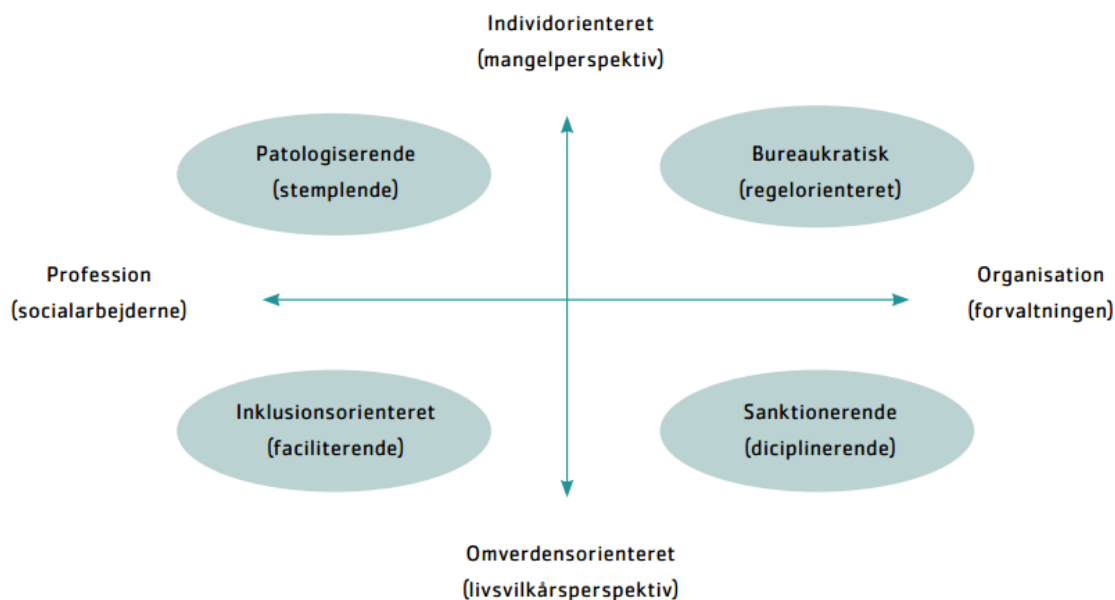 Individorienteret
(mangelperspektiv)
Patologiserende
(stemplende)
Bureaukratisk
(regelorienteret)
Profession
(socialarbejderne)
Organisation
(forvaltningen)
Inklusionsorienteret
(faciliterende)
Sanktionerende
(diciplinerende)
Omverdensorienteret
(livsvilkårsperspektiv)